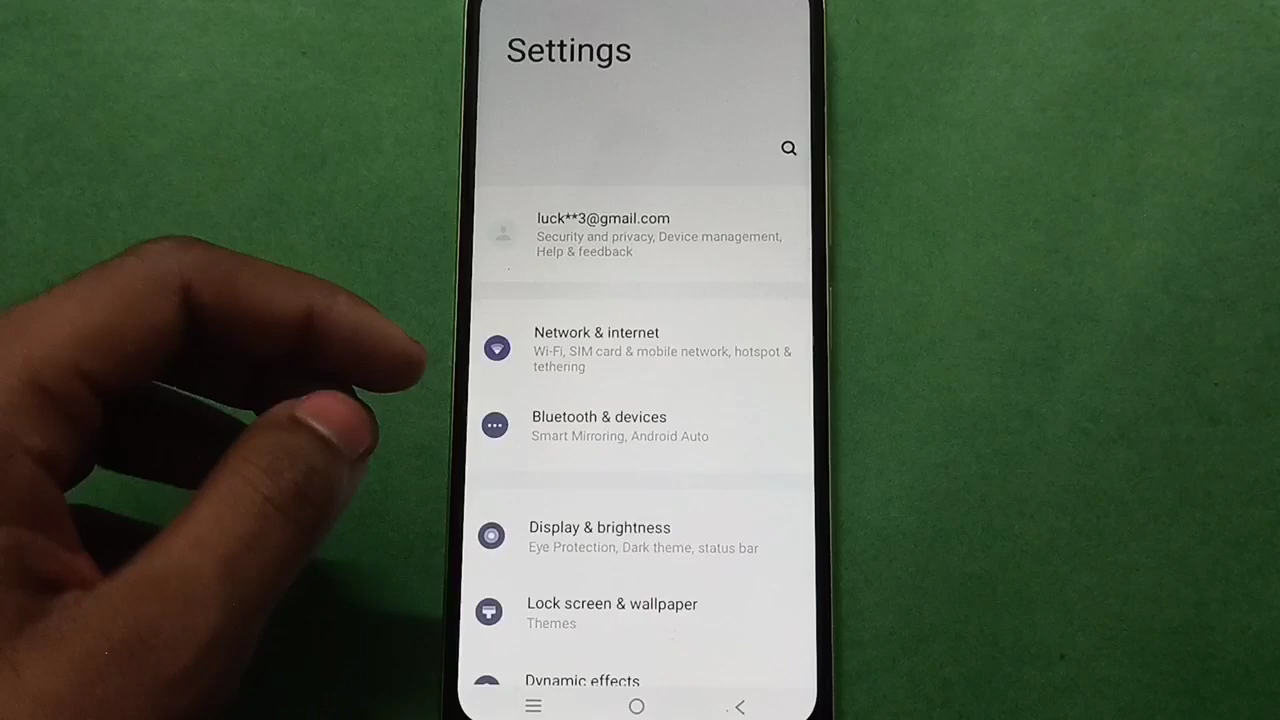 Settings
luck**3@gmail.com
Security and privacy, Device management,
Help & feedback
Network & internet
Wi-Fi, SIM card & mobile network, hotspot &
tethering
Bluetooth & devices
Smart Mirroring, Android Auto
Display & brightness
Eye Protection, Dark theme, status bar
Lock screen & wallpaper
Themes
Dynamic effects